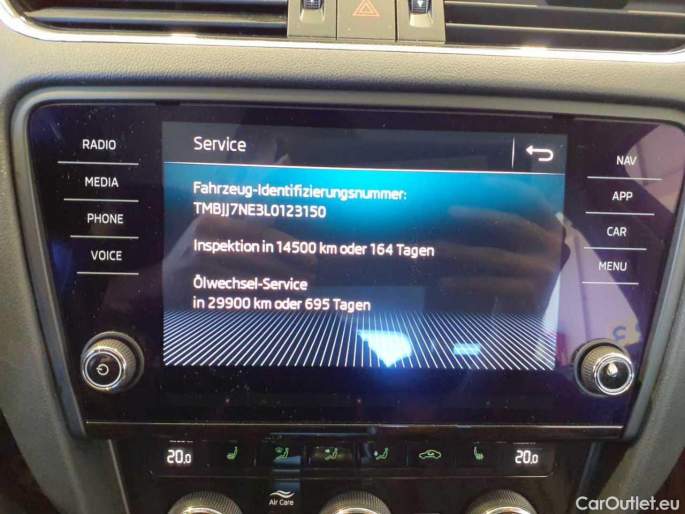 Service
RADIO
MEDIA
PHONE
VOICE
Fahrzeug-Identifizierungsnummer:
TMBJJ7NE3L0123150
Inspektion in 14500 km oder 164 Tagen
Ölwechsel-Service
in 29900 km oder 695 Tagen
NAV
APP
CAR
MENU
20.0
20.0
Air Care
CarOutlet.eu